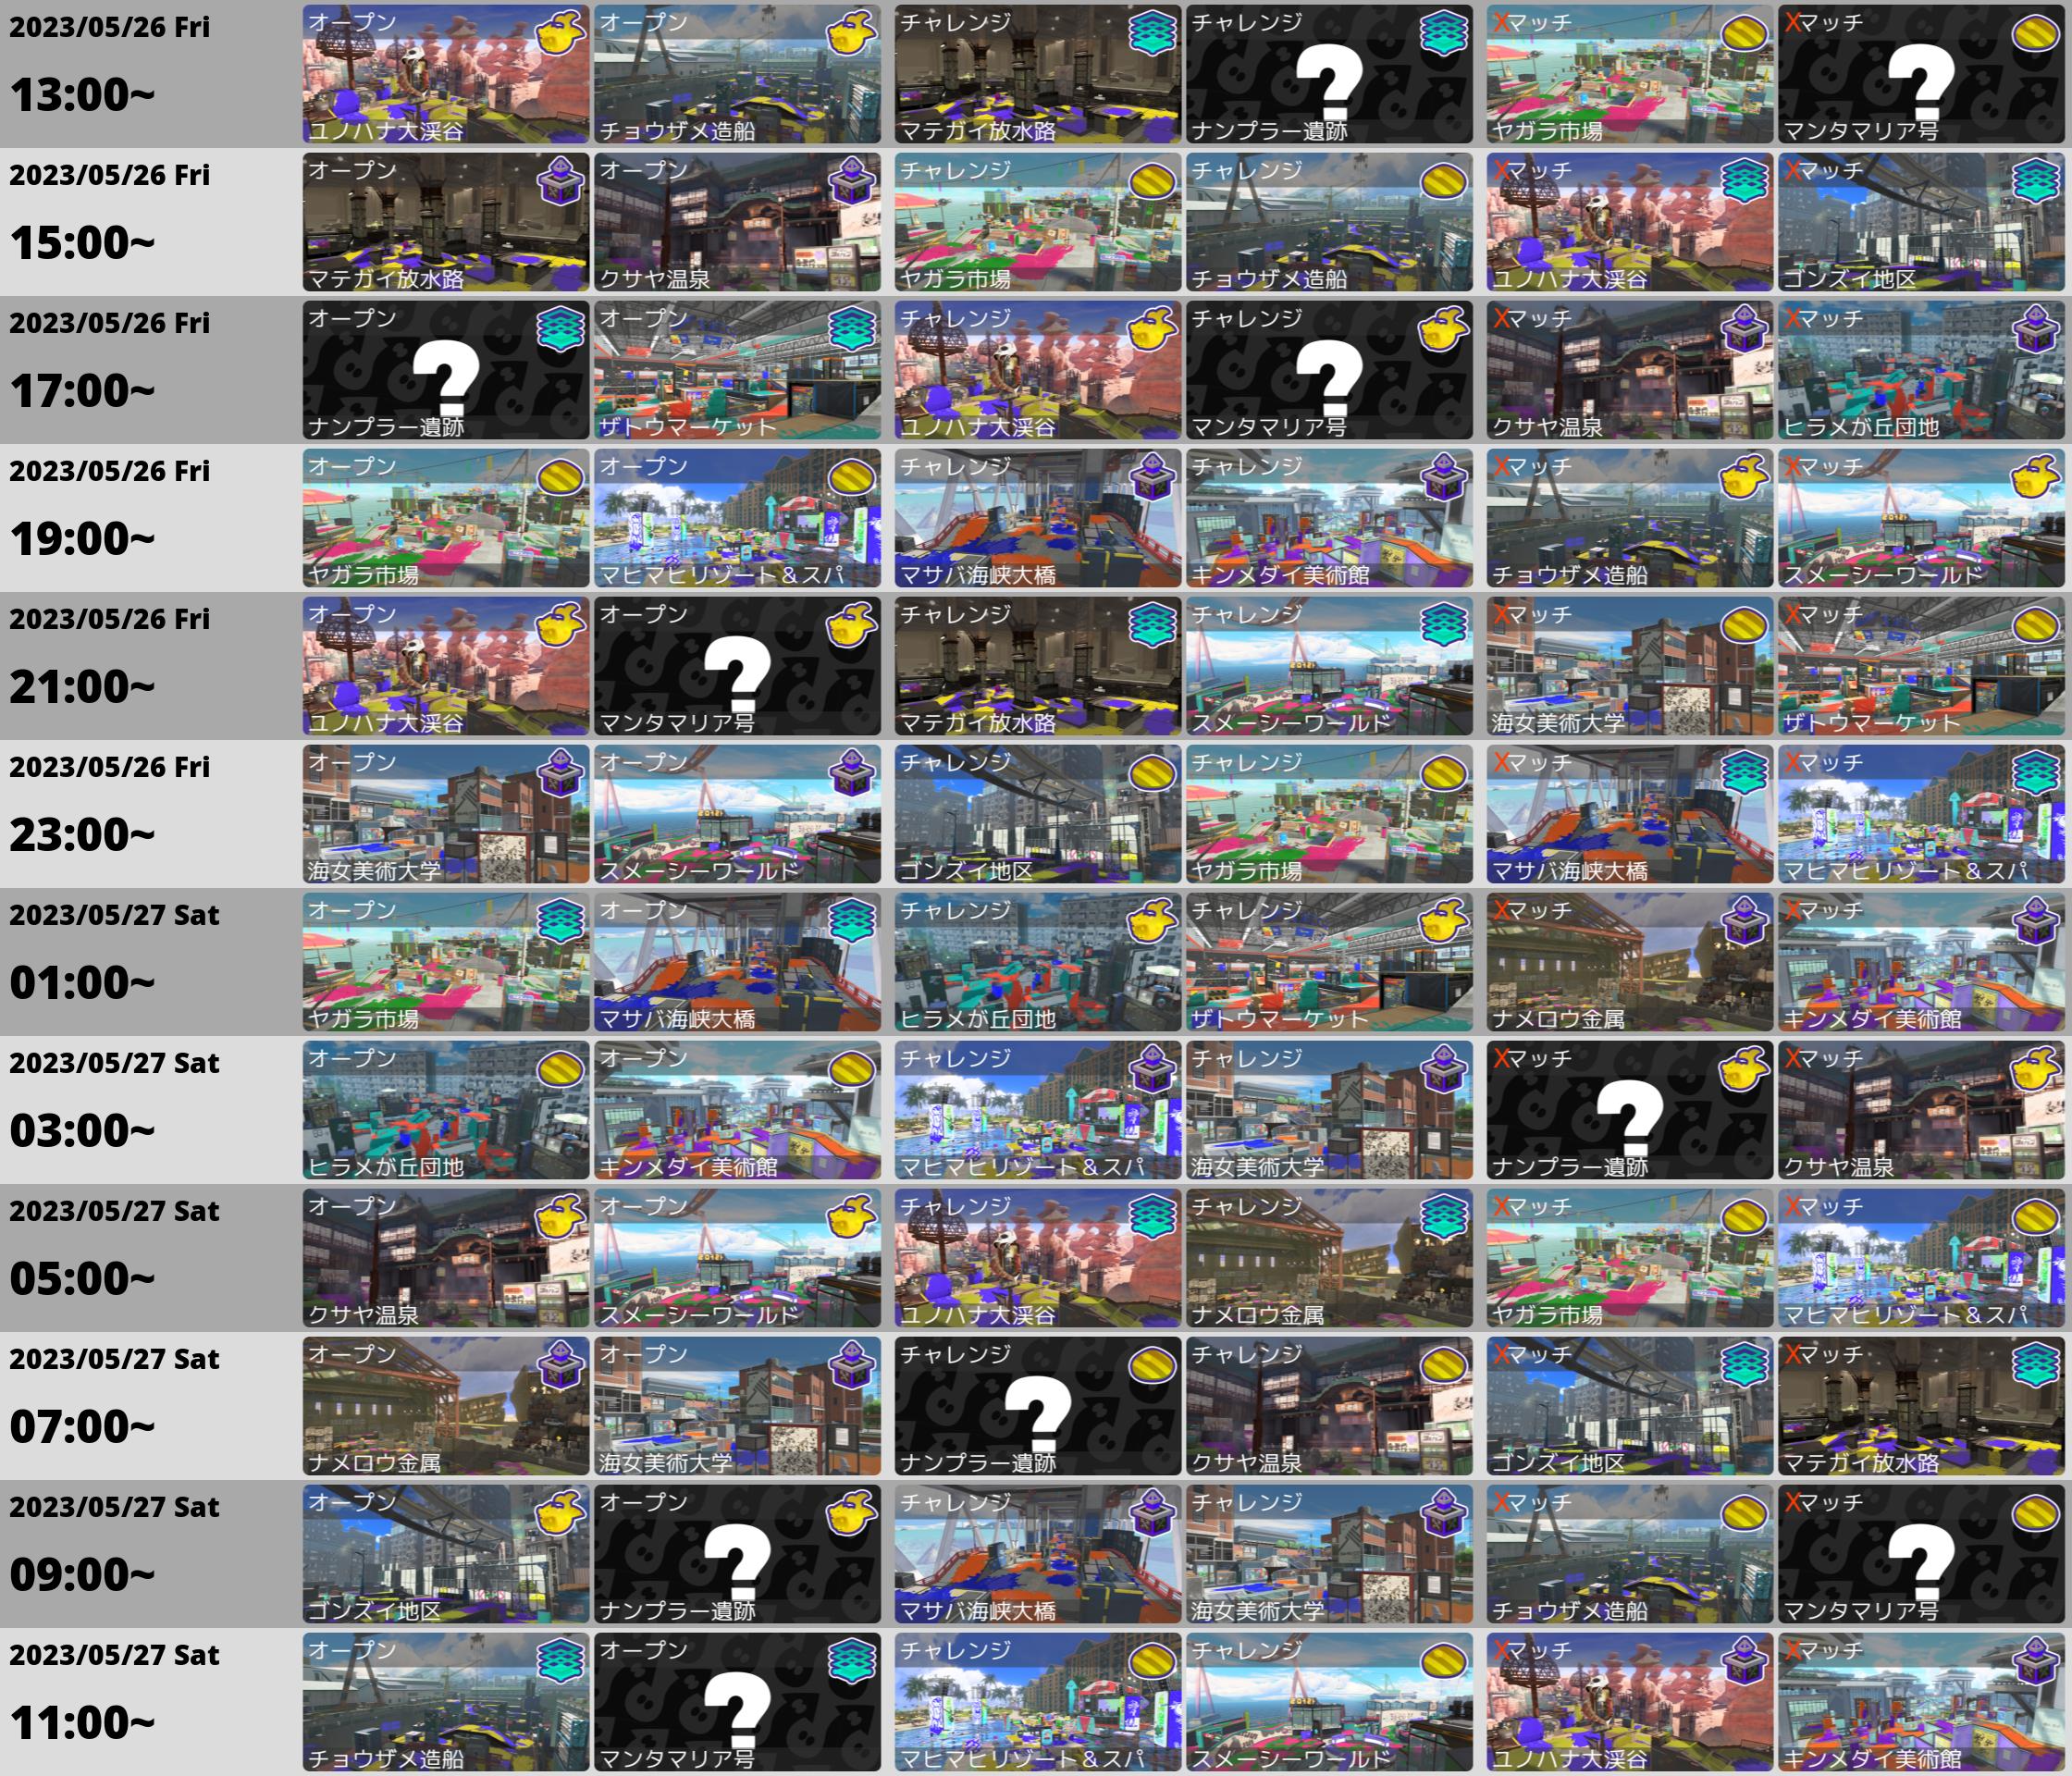 2023/05/26 Fri
13:00~
オープン オープン チャレンジ チャレンジ Xマッチ Xマッチ
ユノハナ大渓谷 チョウザメ造船 マテガイ放水路 ナンプラー遺跡 ヤガラ市場 マンタマリア号
2023/05/26 Fri
15:00~
オープン オープン チャレンジ チャレンジ Xマッチ Xマッチ
マテガイ放水路 クサヤ温泉 ヤガラ市場 チョウザメ造船 ユノハナ大渓谷 ゴンズイ地区
2023/05/26 Fri
17:00~
オープン オープン チャレンジ チャレンジ Xマッチ Xマッチ
ナンプラー遺跡 ザトウマーケット ユノハナ大渓谷 マンタマリア号 クサヤ温泉 ヒラメが丘団地
2023/05/26 Fri
19:00~
オープン オープン チャレンジ チャレンジ Xマッチ Xマッチ
ヤガラ市場 マヒマヒリゾート&スパ マサバ海峡大橋 キンメダイ美術館 チョウザメ造船 スメーシーワールド
2023/05/26 Fri
21:00~
オープン オープン チャレンジ チャレンジ Xマッチ Xマッチ
ユノハナ大渓谷 マンタマリア号 マテガイ放水路 スメーシーワールド 海女美術大学 ザトウマーケット
2023/05/26 Fri
23:00~
オープン オープン チャレンジ チャレンジ Xマッチ Xマッチ
海女美術大学 スメーシーワールド ゴンズイ地区 ヤガラ市場 マサバ海峡大橋 マヒマヒリゾート&スパ
2023/05/27 Sat
01:00~
オープン オープン チャレンジ チャレンジ Xマッチ Xマッチ
ヤガラ市場 マサバ海峡大橋 ヒラメが丘団地 ザトウマーケット ナメロウ金属 キンメダイ美術館
2023/05/27 Sat
03:00~
オープン オープン チャレンジ チャレンジ Xマッチ Xマッチ
ヒラメが丘団地 キンメダイ美術館 マヒマヒリゾート&スパ 海女美術大学 ナンプラー遺跡 クサヤ温泉
2023/05/27 Sat
05:00~
オープン オープン チャレンジ チャレンジ Xマッチ Xマッチ
クサヤ温泉 スメーシーワールド ユノハナ大渓谷 ナメロウ金属 ヤガラ市場 マヒマヒリゾート&スパ
2023/05/27 Sat
07:00~
オープン オープン チャレンジ チャレンジ Xマッチ Xマッチ
ナメロウ金属 海女美術大学 ナンプラー遺跡 クサヤ温泉 ゴンズイ地区 マテガイ放水路
2023/05/27 Sat
09:00~
オープン オープン チャレンジ チャレンジ Xマッチ Xマッチ
ゴンズイ地区 ナンプラー遺跡 マサバ海峡大橋 海女美術大学 チョウザメ造船 マンタマリア号
2023/05/27 Sat
11:00~
オープン オープン チャレンジ チャレンジ Xマッチ Xマッチ
チョウザメ造船 マンタマリア号 マヒマヒリゾート&スパ スメーシーワールド ユノハナ大渓谷 キンメダイ美術館